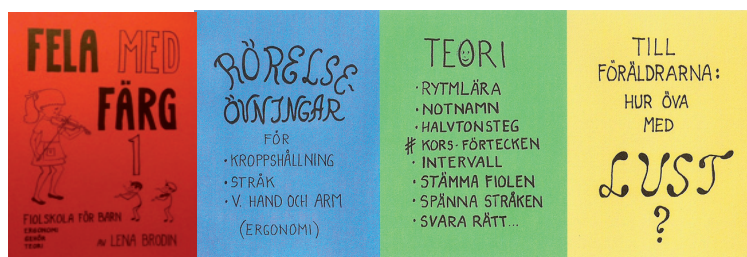 FELA MED
FÄRG
1
FIOLSKOLA FÖR BARN
ERGONOMI
GEHÖR
TEORI
AV LENA BRODIN
RÖRELSE-
ÖVNINGAR
FÖR
• KROPPSHÅLLNING
• STRÅK
• V. HAND OCH ARM
(ERGONOMI)
TEORI
• RYTMLÄRA
• NOTNAMN
• HALVTONSTEG
# KORS-FÖRTECKEN
• INTERVALL
• STÄMMA FIOLEN
• SPÄNNA STRÅKEN
• SVARA RÄTT...
TILL
FÖRÄLDRARNA:
HUR ÖVA
MED
LUST
?